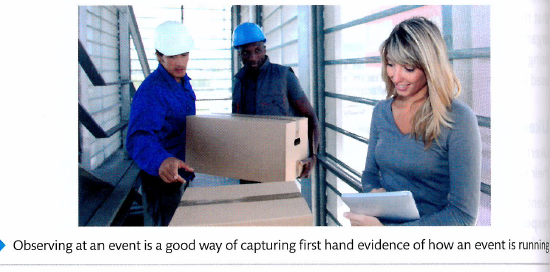 Observing at an event is a good way of capturing first hand evidence of how an event is running